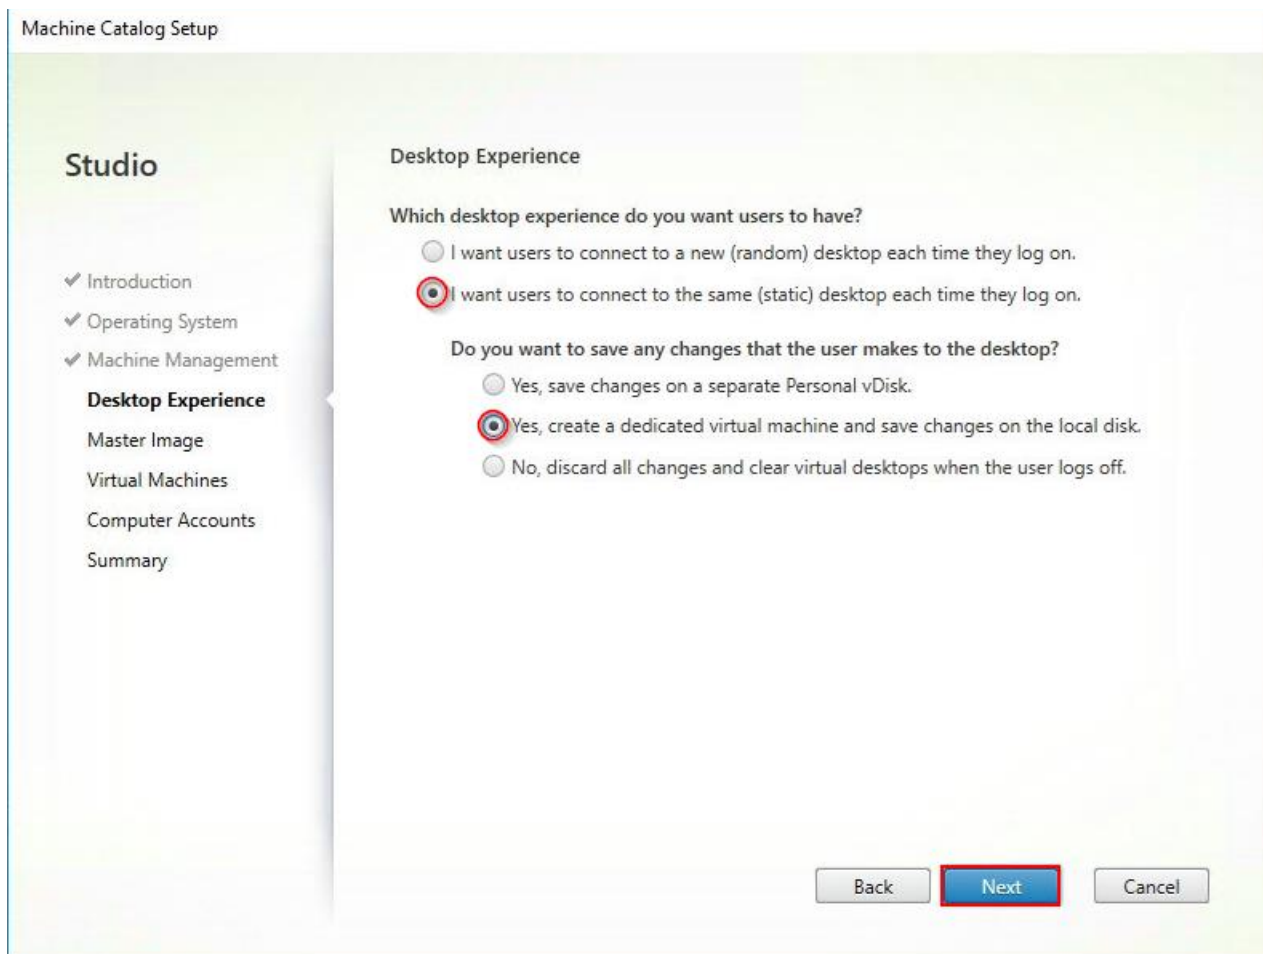 Machine Catalog Setup
Studio
Introduction
Operating System
Machine Management
Desktop Experience
Master Image
Virtual Machines
Computer Accounts
Summary
Desktop Experience
Which desktop experience do you want users to have?
I want users to connect to a new (random) desktop each time they log on.
I want users to connect to the same (static) desktop each time they log on.
Do you want to save any changes that the user makes to the desktop?
Yes, save changes on a separate Personal vDisk.
Yes, create a dedicated virtual machine and save changes on the local disk.
No, discard all changes and clear virtual desktops when the user logs off.
Back
Next
Cancel